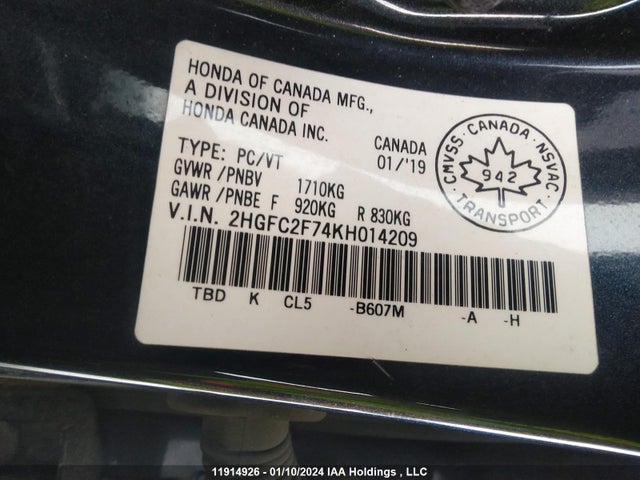 HONDA OF CANADA MFG.,
A DIVISION OF
HONDA CANADA INC.
CANADA
01/'19
TYPE: PC/VT
GVWR/PNBV 1710KG
GAWR/PNBE F 920KG R 830KG
V.I.N. 2HGFC2F74KH014209
TBD K CL5 -B607M -A -H
CMVSS · CANADA · NSVAC
942
TRANSPORT
11914926 - 01/10/2024 IAA Holdings , LLC